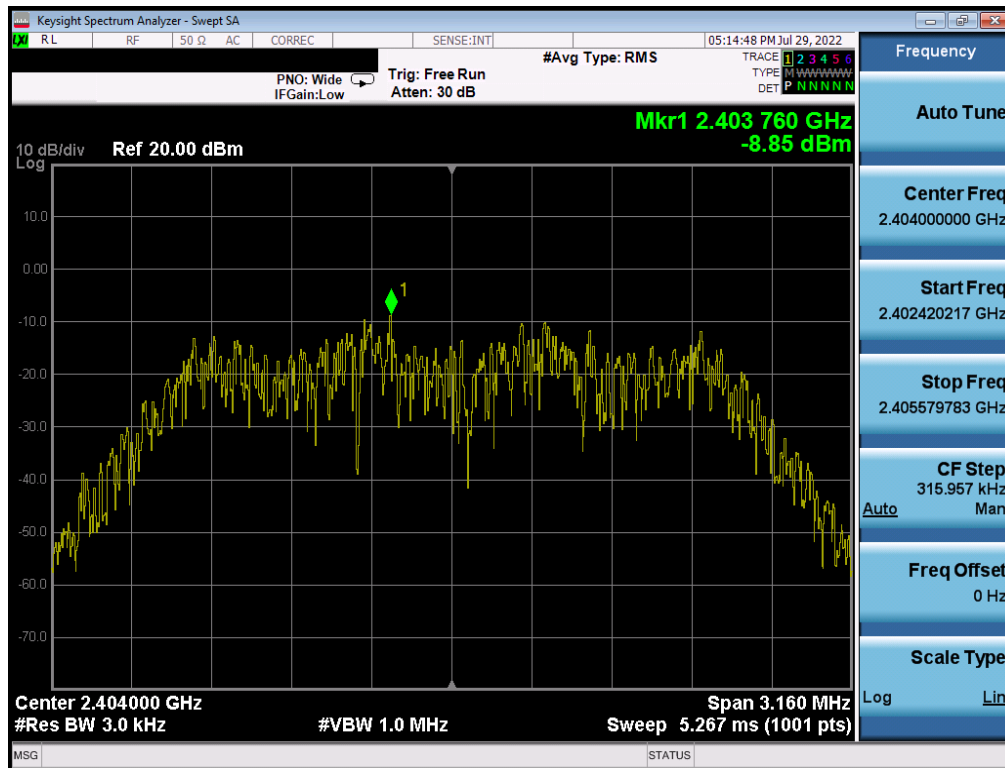 Keysight Spectrum Analyzer - Swept SA
LXI RL RF 50 Ω AC CORREC SENSE:INT 05:14:48 PM Jul 29, 2022
#Avg Type: RMS TRACE 1 2 3 4 5 6
PNO: Wide Trig: Free Run TYPE M W W W W W
IFGain:Low Atten: 30 dB DET P N N N N N
Mkr1 2.403 760 GHz
-8.85 dBm
10 dB/div Ref 20.00 dBm
Log
1
10.0
0.00
-10.0
-20.0
-30.0
-40.0
-50.0
-60.0
-70.0
Center 2.404000 GHz Span 3.160 MHz
#Res BW 3.0 kHz #VBW 1.0 MHz Sweep 5.267 ms (1001 pts)
MSG STATUS
Frequency
Auto Tune
Center Freq
2.404000000 GHz
Start Freq
2.402420217 GHz
Stop Freq
2.405579783 GHz
CF Step
315.957 kHz
Auto Man
Freq Offset
0 Hz
Scale Type
Log Lin